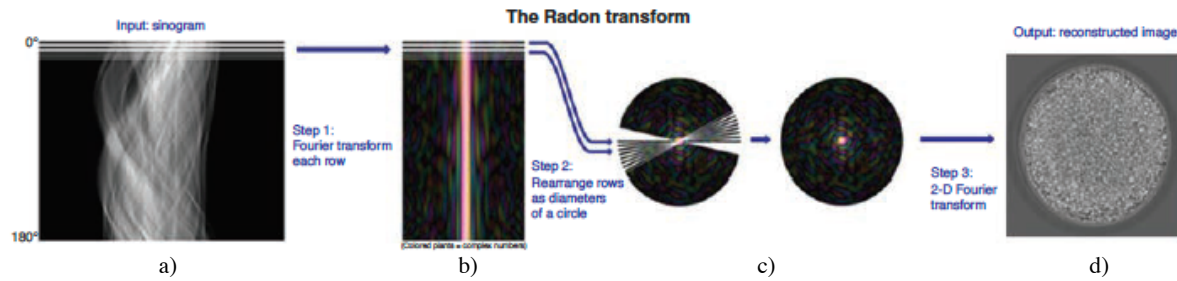 The Radon transform
Input: sinogram
0°
180°
Step 1:
Fourier transform
each row
(Colored plants = complex numbers)
Step 2:
Rearrange rows
as diameters
of a circle
Step 3:
2-D Fourier
transform
Output: reconstructed image
a)
b)
c)
d)